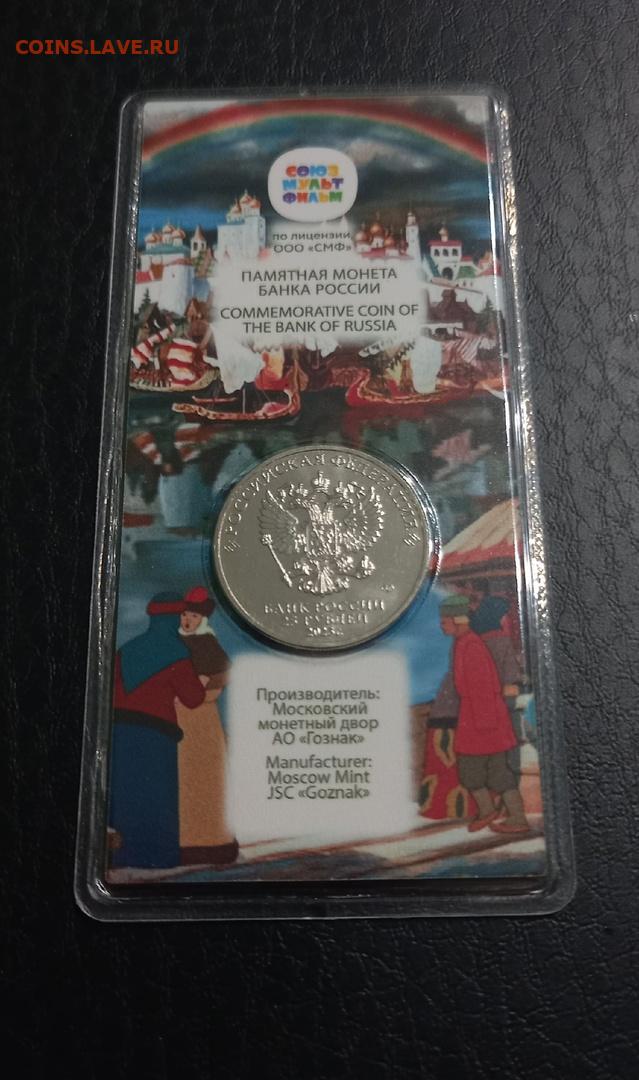 COINS.LAVE.RU
СОЮЗ
МУЛЬТ
ФИЛЬМ
по лицензии
ООО «СМФ»
ПАМЯТНАЯ МОНЕТА
БАНКА РОССИИ
COMMEMORATIVE COIN OF
THE BANK OF RUSSIA
РОССИЙСКАЯ ФЕДЕРАЦИЯ
БАНК РОССИИ
25 РУБЛЕЙ
2023г.
Производитель:
Московский
монетный двор
АО «Гознак»
Manufacturer:
Moscow Mint
JSC «Goznak»